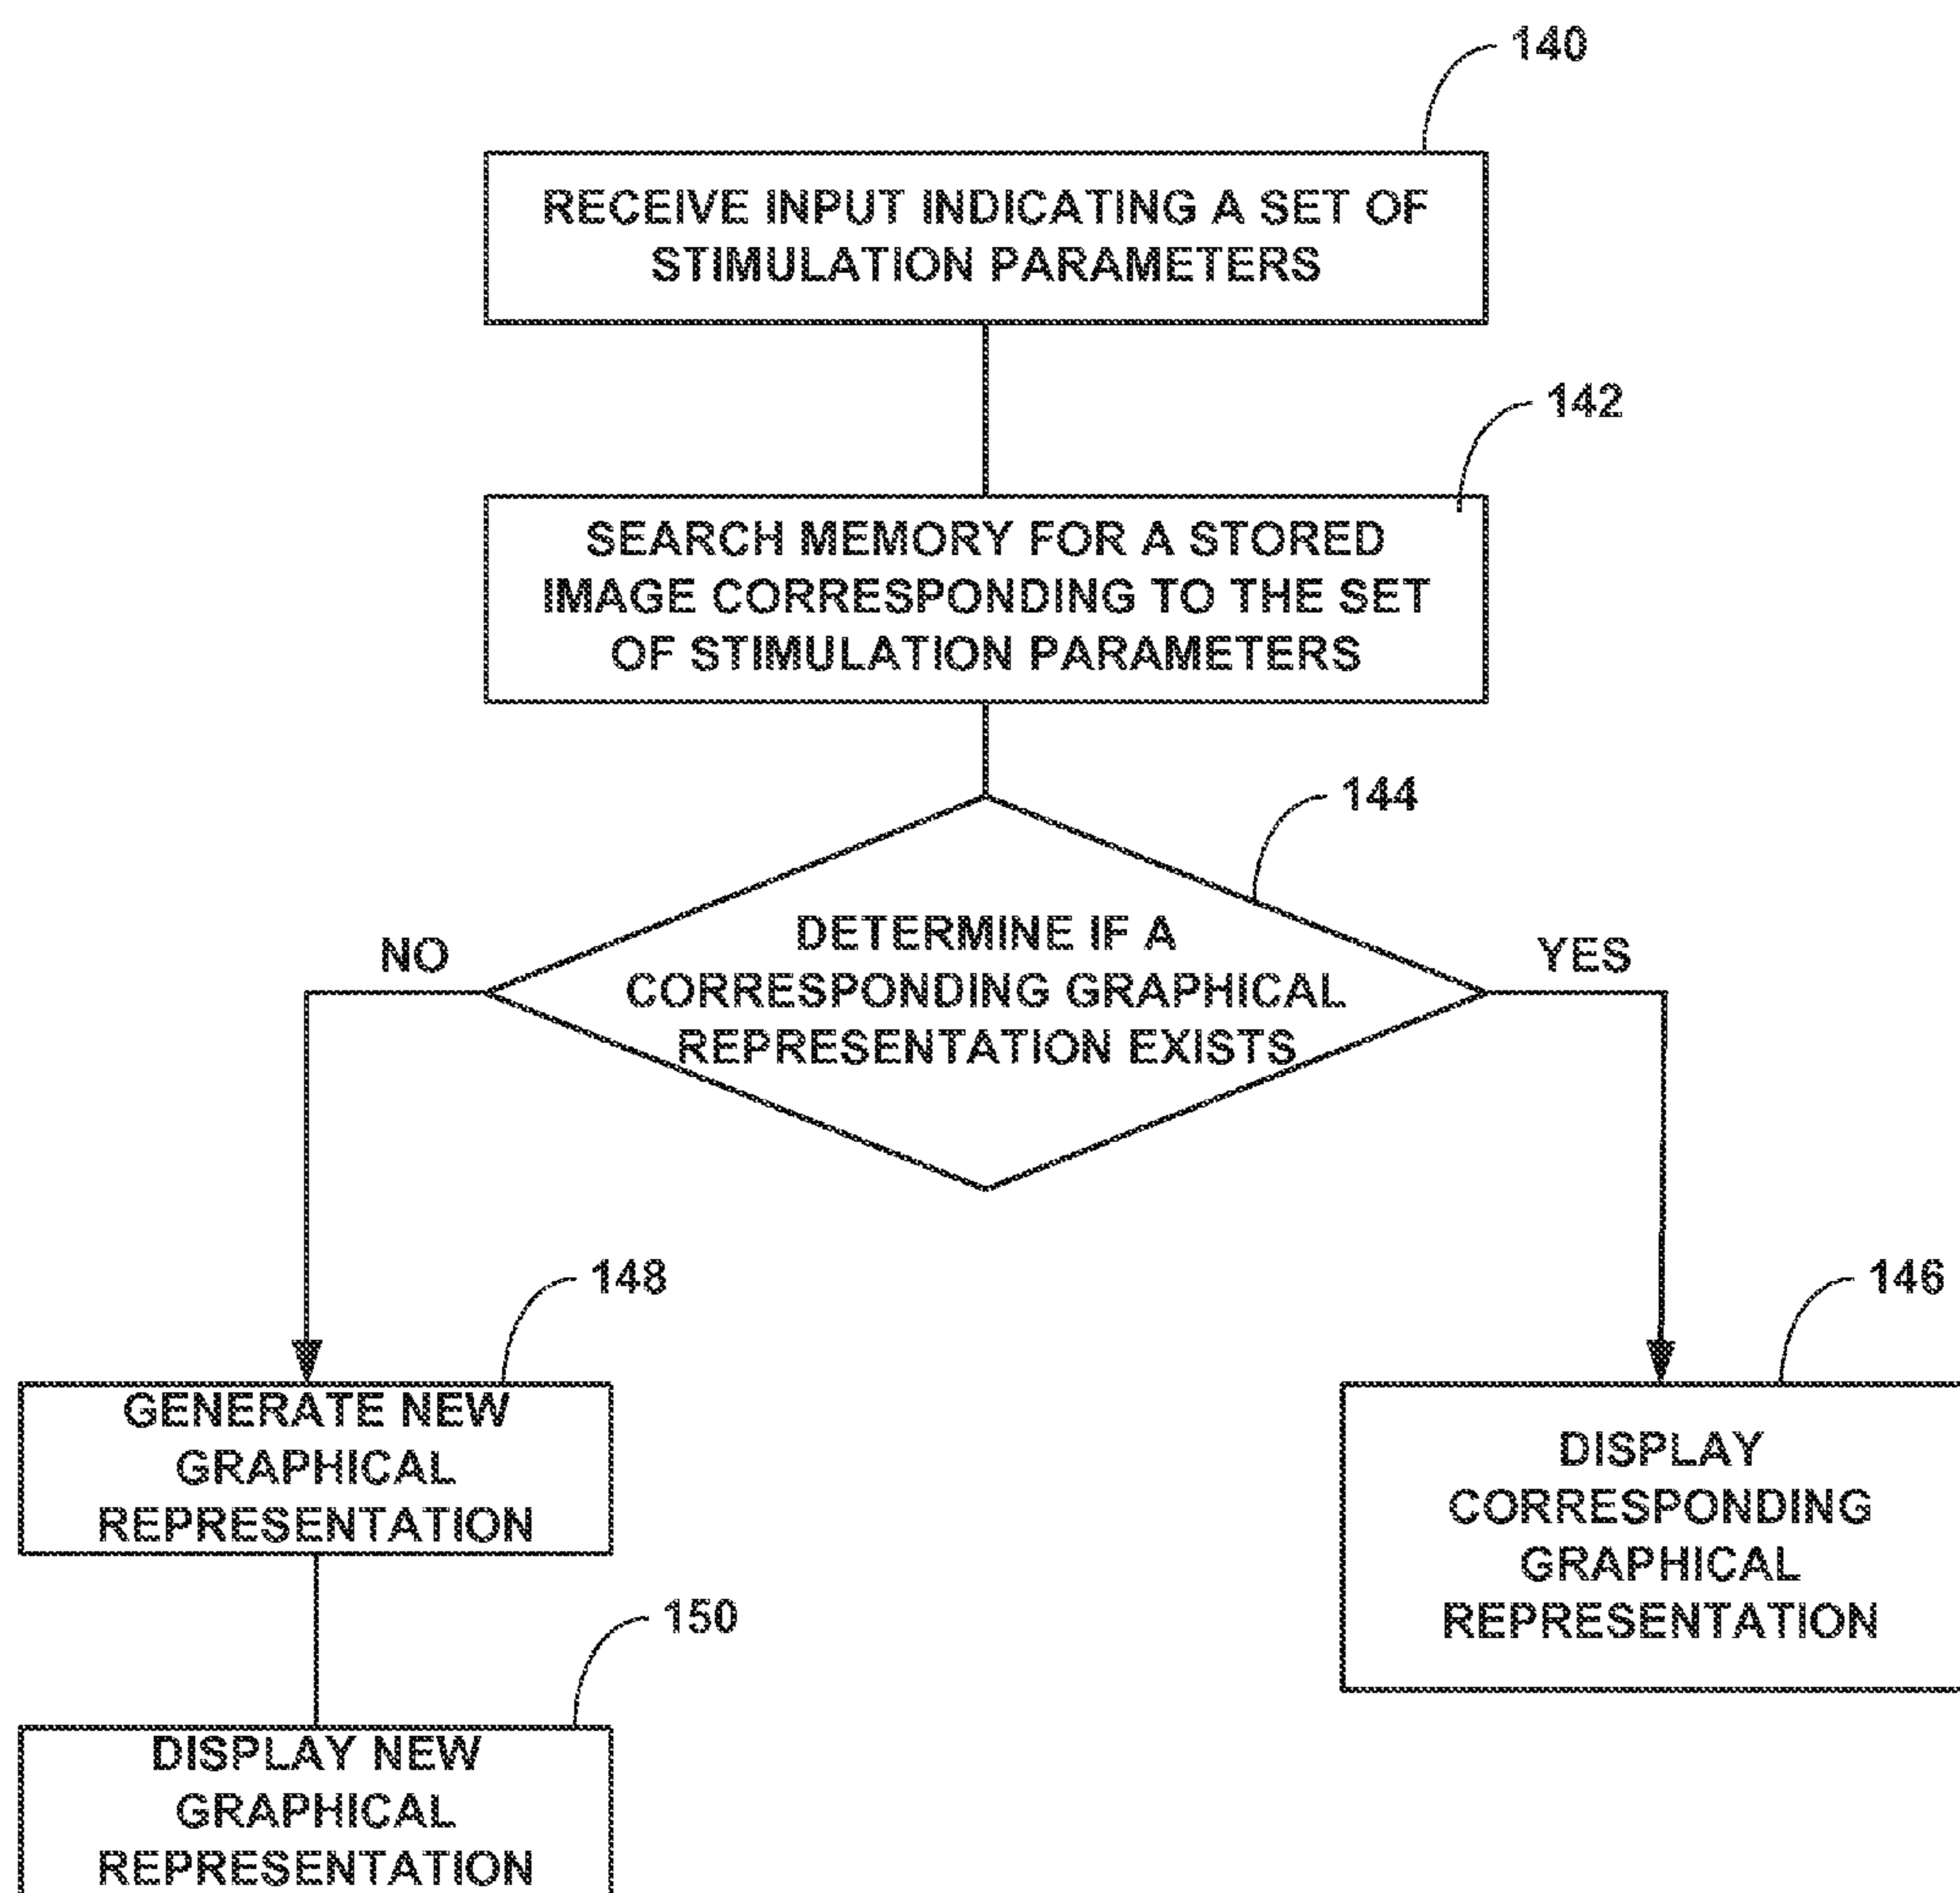 140
RECEIVE INPUT INDICATING A SET OF
STIMULATION PARAMETERS
142
SEARCH MEMORY FOR A STORED
IMAGE CORRESPONDING TO THE SET
OF STIMULATION PARAMETERS
144
DETERMINE IF A
CORRESPONDING GRAPHICAL
REPRESENTATION EXISTS
NO
YES
148
GENERATE NEW
GRAPHICAL
REPRESENTATION
146
DISPLAY
CORRESPONDING
GRAPHICAL
REPRESENTATION
150
DISPLAY NEW
GRAPHICAL
REPRESENTATION